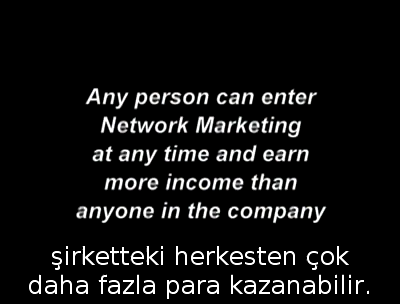 Any person can enter
Network Marketing
at any time and earn
more income than
anyone in the company
şirketteki herkesten çok
daha fazla para kazanabilir.